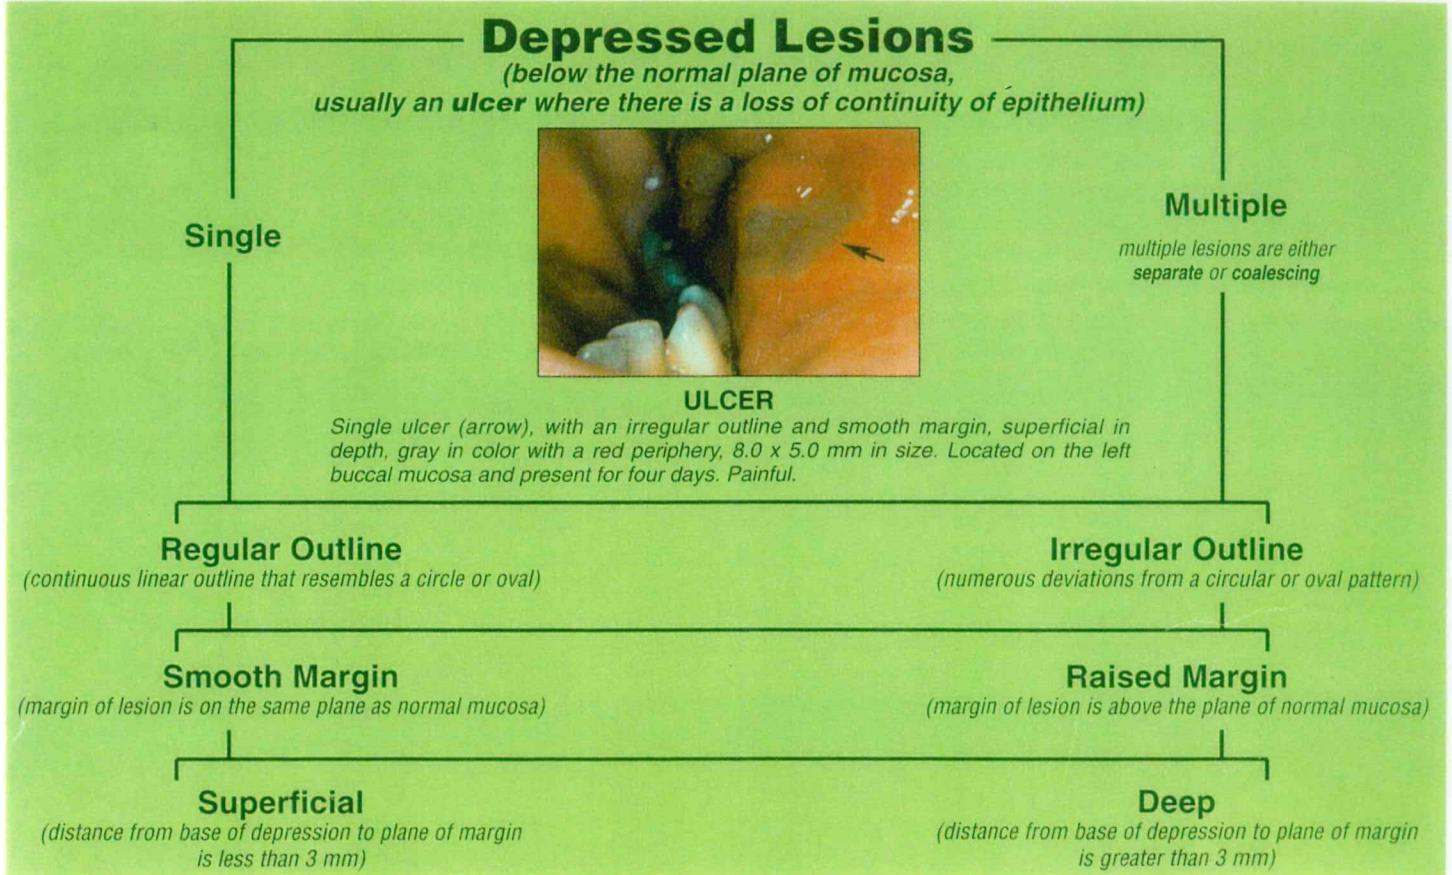 Depressed Lesions
(below the normal plane of mucosa,
usually an ulcer where there is a loss of continuity of epithelium)
Single
Multiple
multiple lesions are either
separate or coalescing
ULCER
Single ulcer (arrow), with an irregular outline and smooth margin, superficial in
depth, gray in color with a red periphery, 8.0 x 5.0 mm in size. Located on the left
buccal mucosa and present for four days. Painful.
Regular Outline
(continuous linear outline that resembles a circle or oval)
Irregular Outline
(numerous deviations from a circular or oval pattern)
Smooth Margin
(margin of lesion is on the same plane as normal mucosa)
Raised Margin
(margin of lesion is above the plane of normal mucosa)
Superficial
(distance from base of depression to plane of margin
is less than 3 mm)
Deep
(distance from base of depression to plane of margin
is greater than 3 mm)